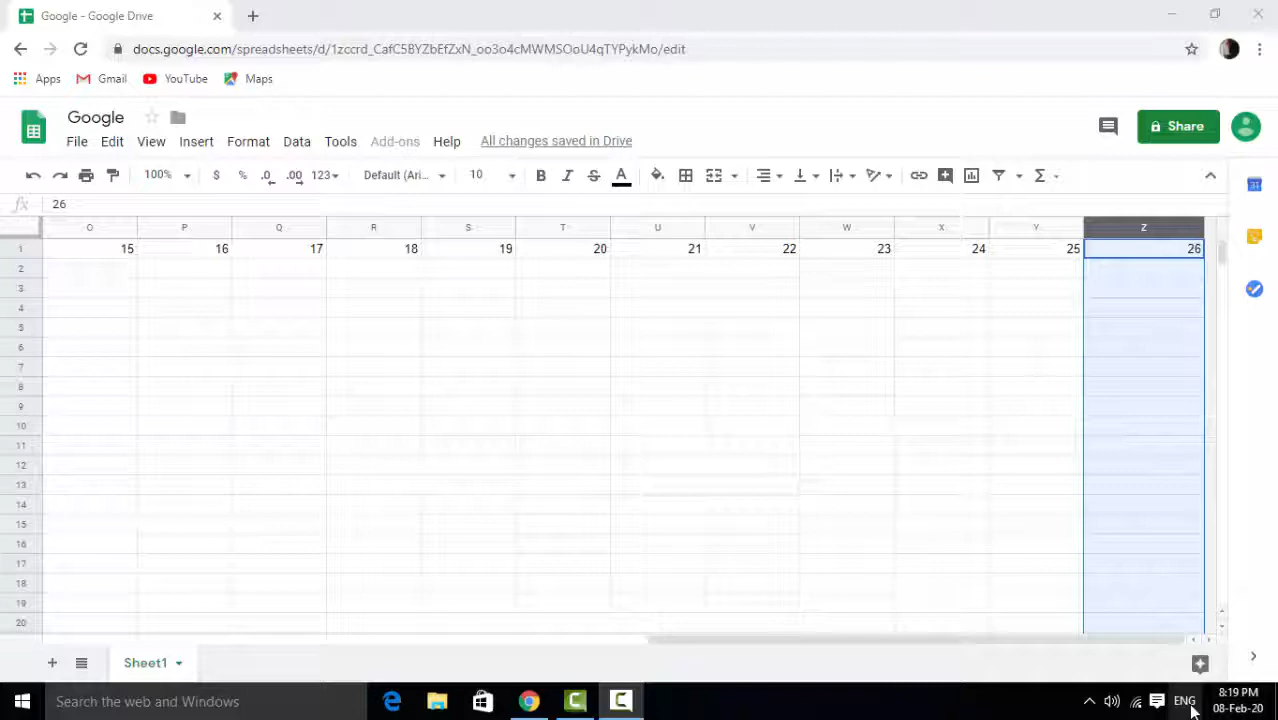 Google - Google Drive
docs.google.com/spreadsheets/d/1zccrd_CafC5BYZbEfZxN_oo3o4cMWMSOoU4qTYPykMo/edit
Apps Gmail YouTube Maps
Google
File Edit View Insert Format Data Tools Add-ons Help All changes saved in Drive
Share
100% $ % .0 .00 123 Default (Ari... 10 B I S A Σ
fx 26
O P Q R S T U V W X Y Z
1 15 16 17 18 19 20 21 22 23 24 25 26
2
3
4
5
6
7
8
9
10
11
12
13
14
15
16
17
18
19
20
31
Sheet1
Search the web and Windows
ENG
8:19 PM
08-Feb-20